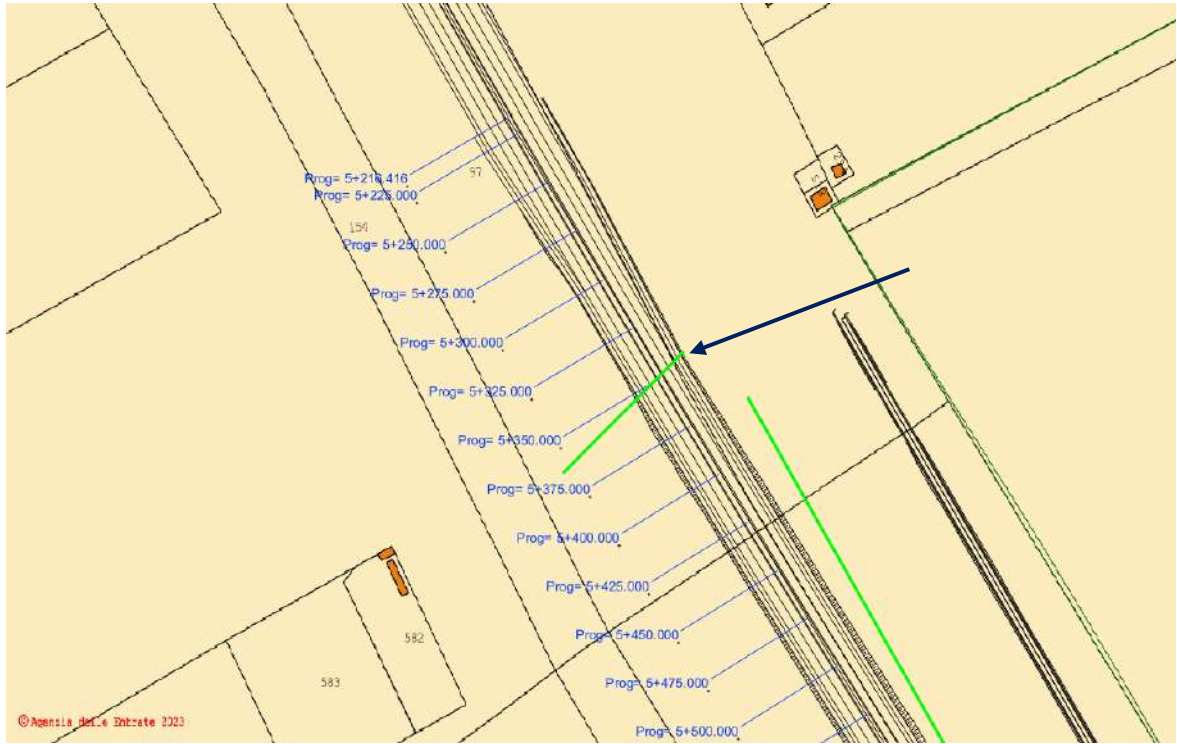 Prog= 5+216.416
97
Prog= 5+225.000
159
Prog= 5+250.000
Prog= 5+275.000
Prog= 5+300.000
Prog= 5+325.000
Prog= 5+350.000
Prog= 5+375.000
Prog= 5+400.000
Prog= 5+425.000
Prog= 5+450.000
582
Prog= 5+475.000
583
©Agenzia delle Entrate 2023
Prog= 5+500.000